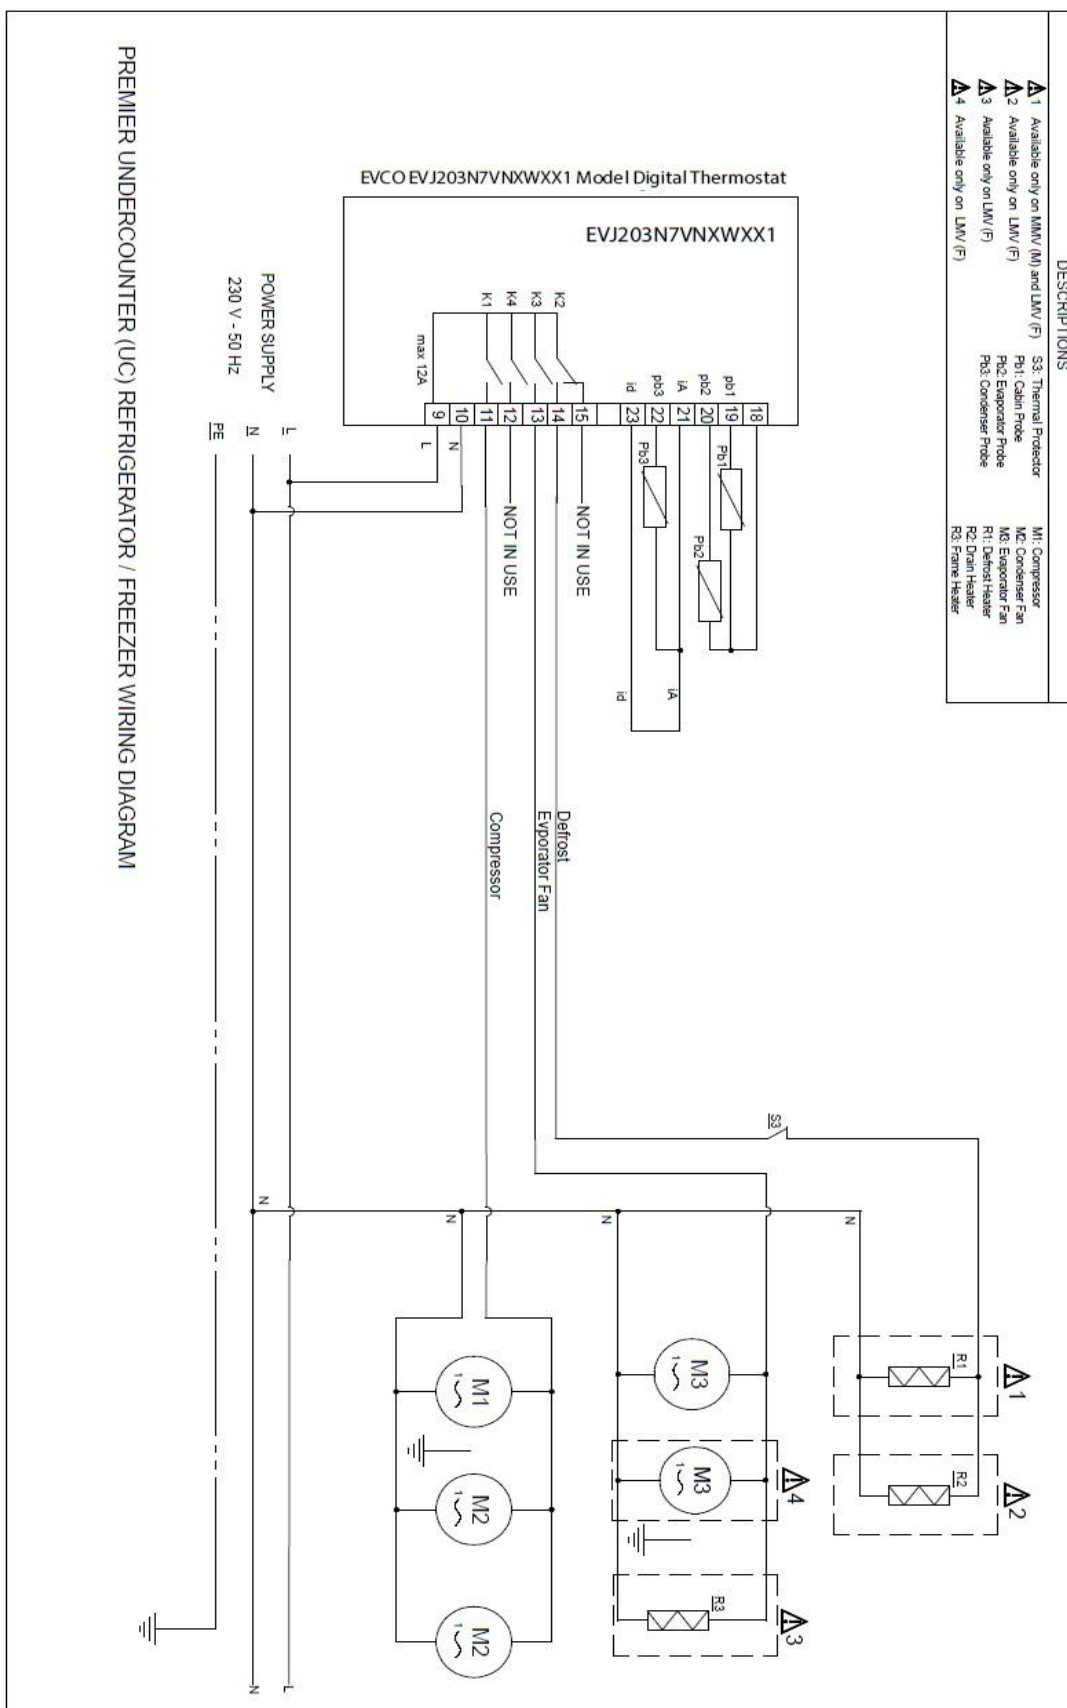 DESCRIPTIONS
1 Available only on MMV (M) and LMV (F)
2 Available only on LMV (F)
3 Available only on LMV (F)
4 Available only on LMV (F)
S3: Thermal Protector
Pb1: Cabin Probe
Pb2: Evaporator Probe
Pb3: Condenser Probe
M1: Compressor
M2: Condenser Fan
M3: Evaporator Fan
R1: Defrost Heater
R2: Drain Heater
R3: Frame Heater
EVCO EVJ203N7VNXWXX1 Model Digital Thermostat
EVJ203N7VNXWXX1
K1
K4
K3
K2
max 12A
id
pb3
iA
pb2
pb1
9
10
11
12
13
14
15
23
22
21
20
19
18
L
N
NOT IN USE
NOT IN USE
Pb3
Pb1
Pb2
id
iA
POWER SUPPLY
230 V - 50 Hz
L
N
PE
Defrost
Evporator Fan
Compressor
S3
N
N
N
N
R1
1
R2
2
M3
1
M3
1
4
R3
3
M1
1
M2
1
M2
1
N
L
PREMIER UNDERCOUNTER (UC) REFRIGERATOR / FREEZER WIRING DIAGRAM